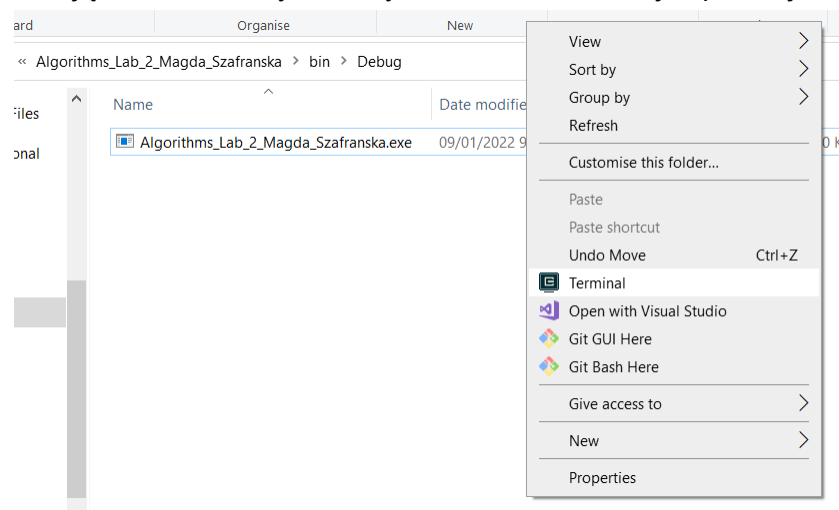 ard Organise New
« Algorithms_Lab_2_Magda_Szafranska > bin > Debug
Files
onal
Name Date modifie
Algorithms_Lab_2_Magda_Szafranska.exe 09/01/2022 9
0 K
View
Sort by
Group by
Refresh
Customise this folder...
Paste
Paste shortcut
Undo Move Ctrl+Z
Terminal
Open with Visual Studio
Git GUI Here
Git Bash Here
Give access to
New
Properties